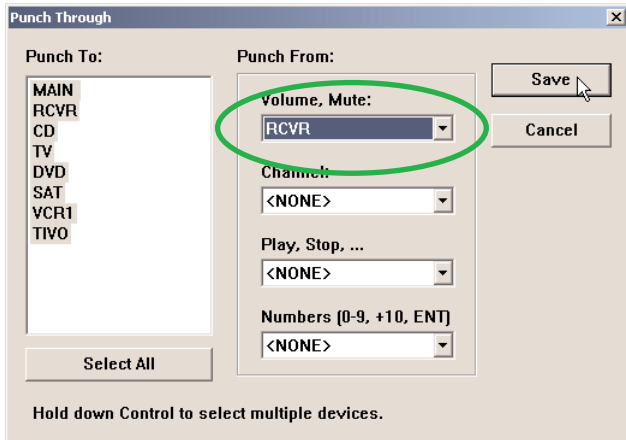 Punch Through
Punch To:
MAIN
RCVR
CD
TV
DVD
SAT
VCR1
TIVO
Select All
Punch From:
Volume, Mute:
RCVR
Channel:
<NONE>
Play, Stop, ...
<NONE>
Numbers (0-9, +10, ENT)
<NONE>
Save
Cancel
Hold down Control to select multiple devices.